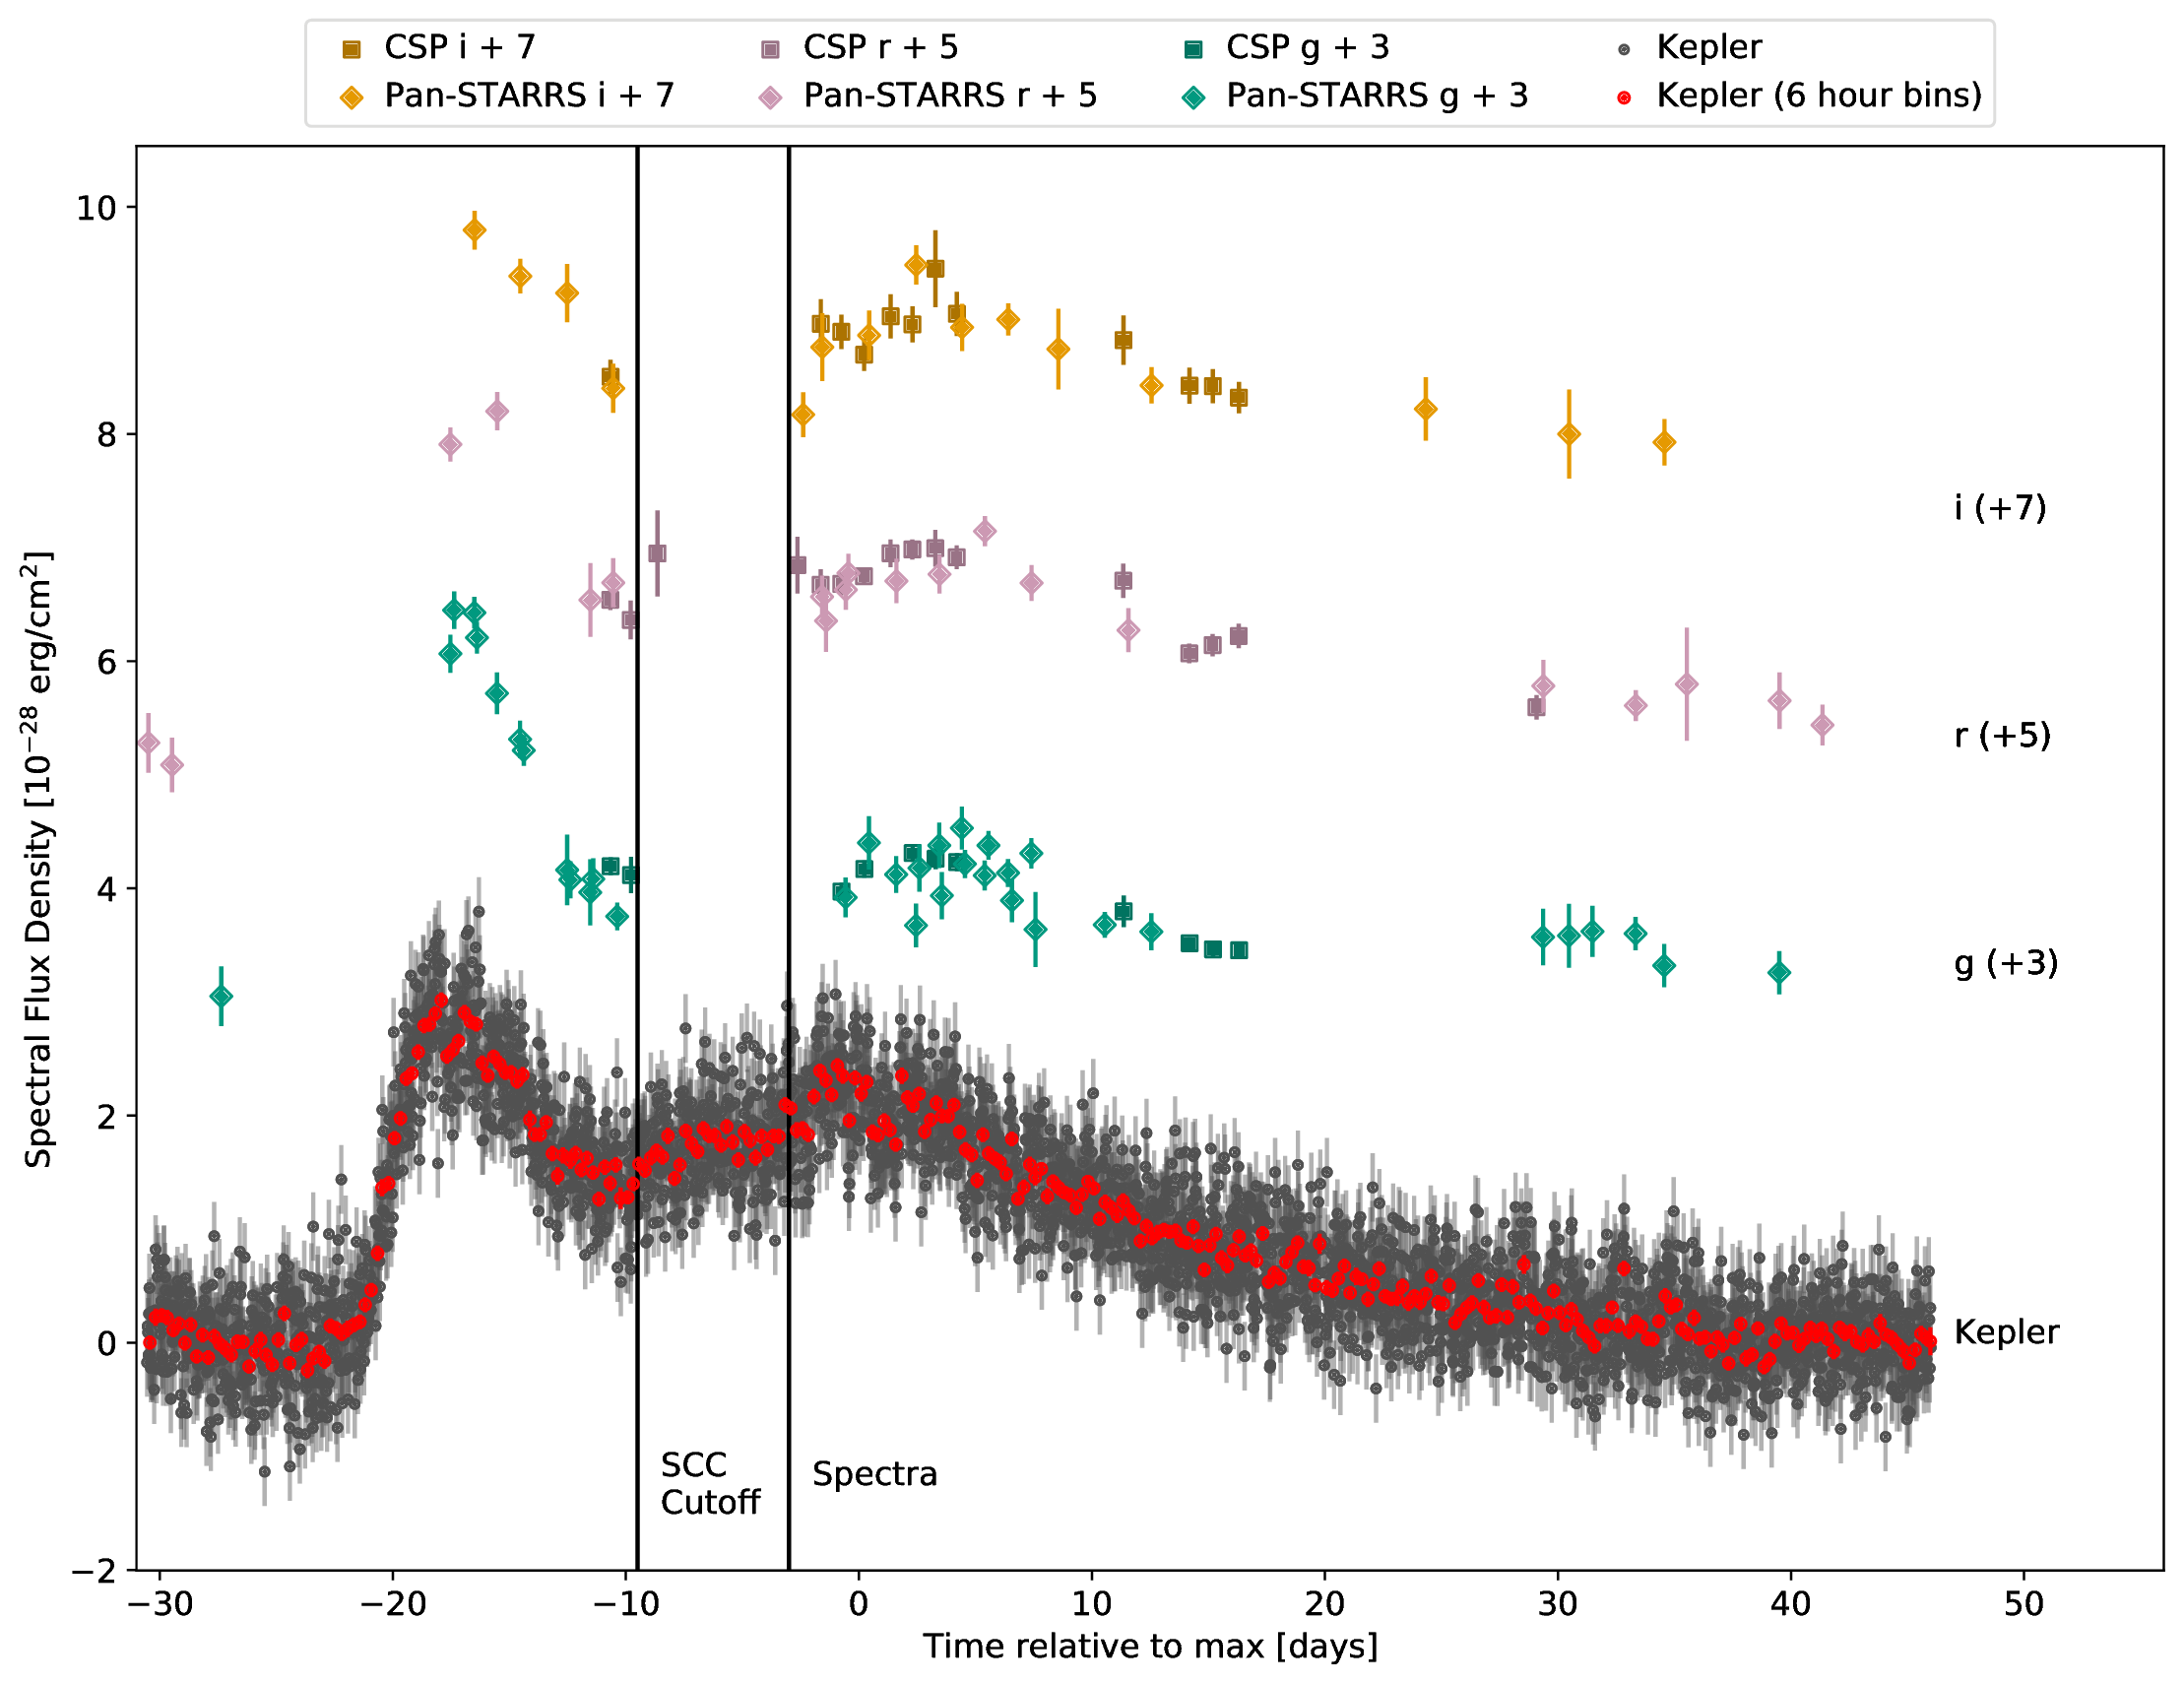 CSP i + 7
CSP r + 5
CSP g + 3
Kepler
Pan-STARRS i + 7
Pan-STARRS r + 5
Pan-STARRS g + 3
Kepler (6 hour bins)
Spectral Flux Density [10⁻²⁸ erg/cm²]
10
8
6
4
2
0
−2
i (+7)
r (+5)
g (+3)
Kepler
SCC
Cutoff
Spectra
−30
−20
−10
0
10
20
30
40
50
Time relative to max [days]